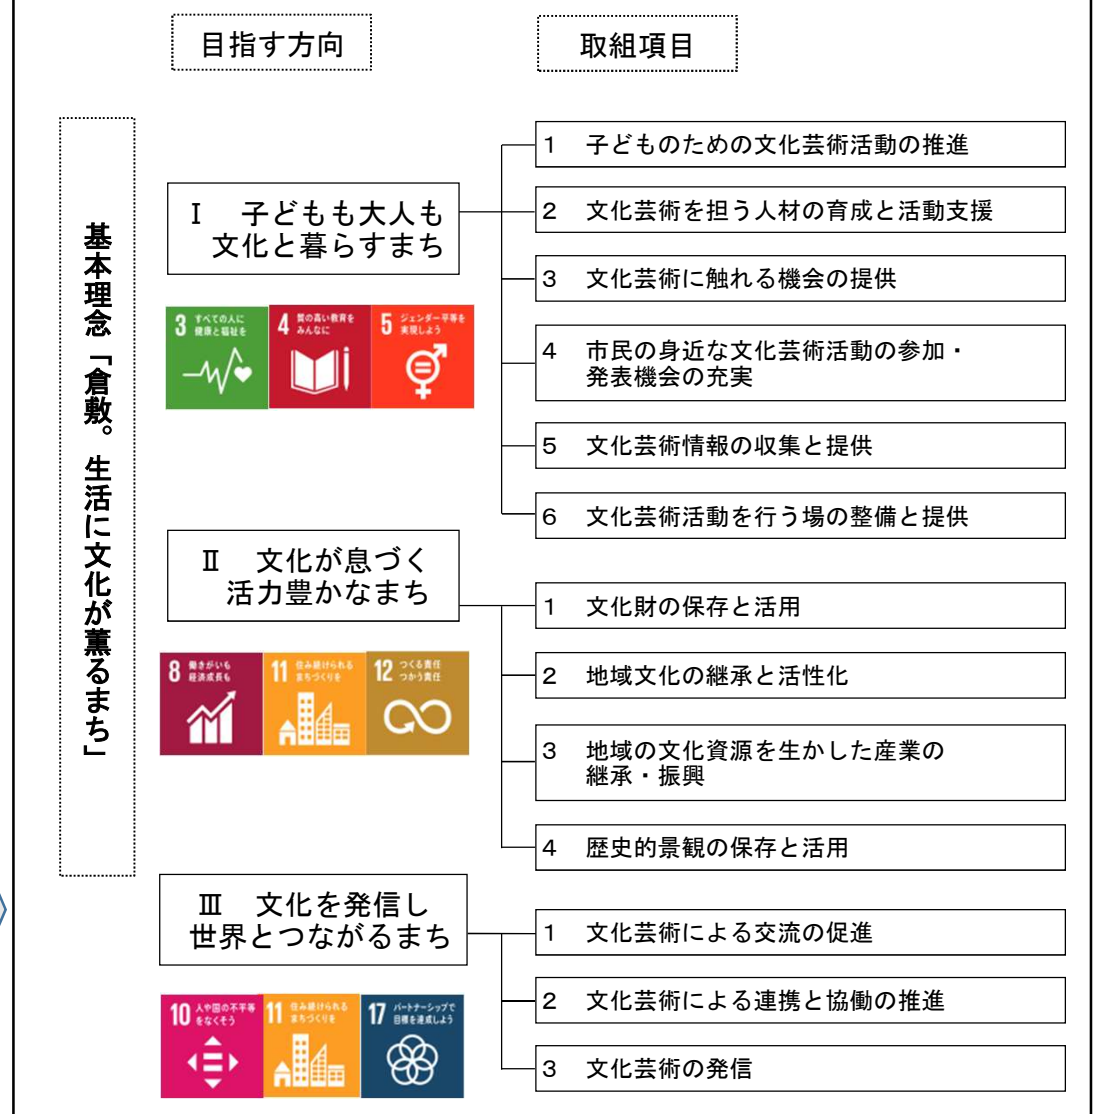 目指す方向
取組項目
基本理念「倉敷。生活に文化が薫るまち」
Ⅰ　子どもも大人も
文化と暮らすまち
3 すべての人に
健康と福祉を
4 質の高い教育を
みんなに
5 ジェンダー平等を
実現しよう
１　子どものための文化芸術活動の推進
２　文化芸術を担う人材の育成と活動支援
３　文化芸術に触れる機会の提供
４　市民の身近な文化芸術活動の参加・
発表機会の充実
５　文化芸術情報の収集と提供
６　文化芸術活動を行う場の整備と提供
Ⅱ　文化が息づく
活力豊かなまち
8 働きがいも
経済成長も
11 住み続けられる
まちづくりを
12 つくる責任
つかう責任
１　文化財の保存と活用
２　地域文化の継承と活性化
３　地域の文化資源を生かした産業の
継承・振興
４　歴史的景観の保存と活用
Ⅲ　文化を発信し
世界とつながるまち
10 人や国の不平等
をなくそう
11 住み続けられる
まちづくりを
17 パートナーシップで
目標を達成しよう
１　文化芸術による交流の促進
２　文化芸術による連携と協働の推進
３　文化芸術の発信